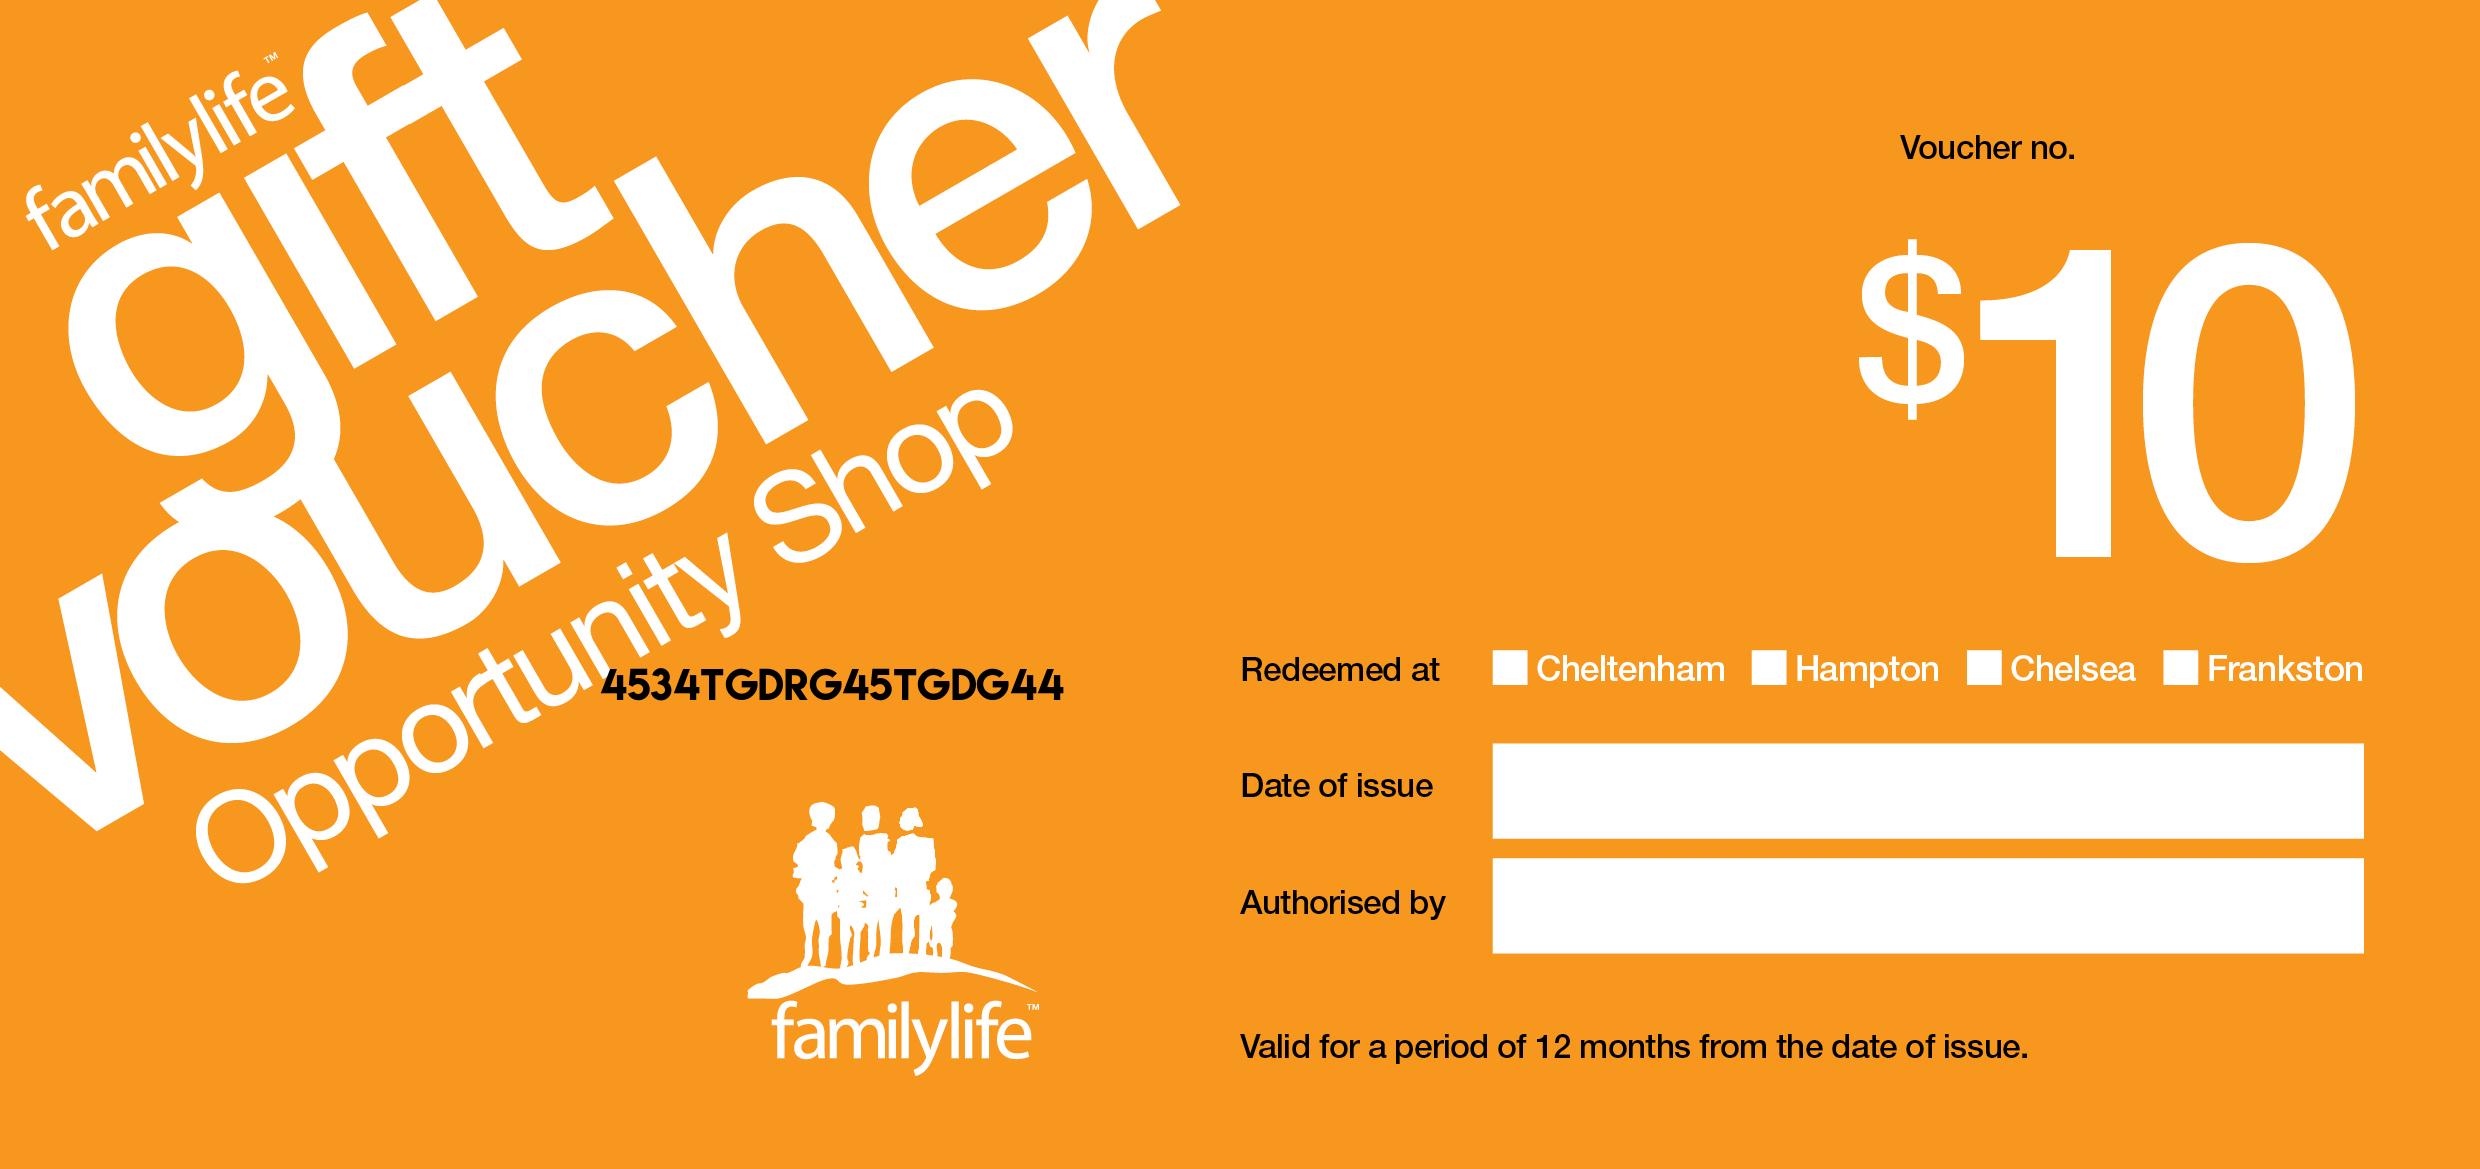 familylife™
gift
voucher
Opportunity Shop
4534TGDRG45TGDG44
familylife™
Voucher no.
$10
Redeemed at Cheltenham Hampton Chelsea Frankston
Date of issue
Authorised by
Valid for a period of 12 months from the date of issue.